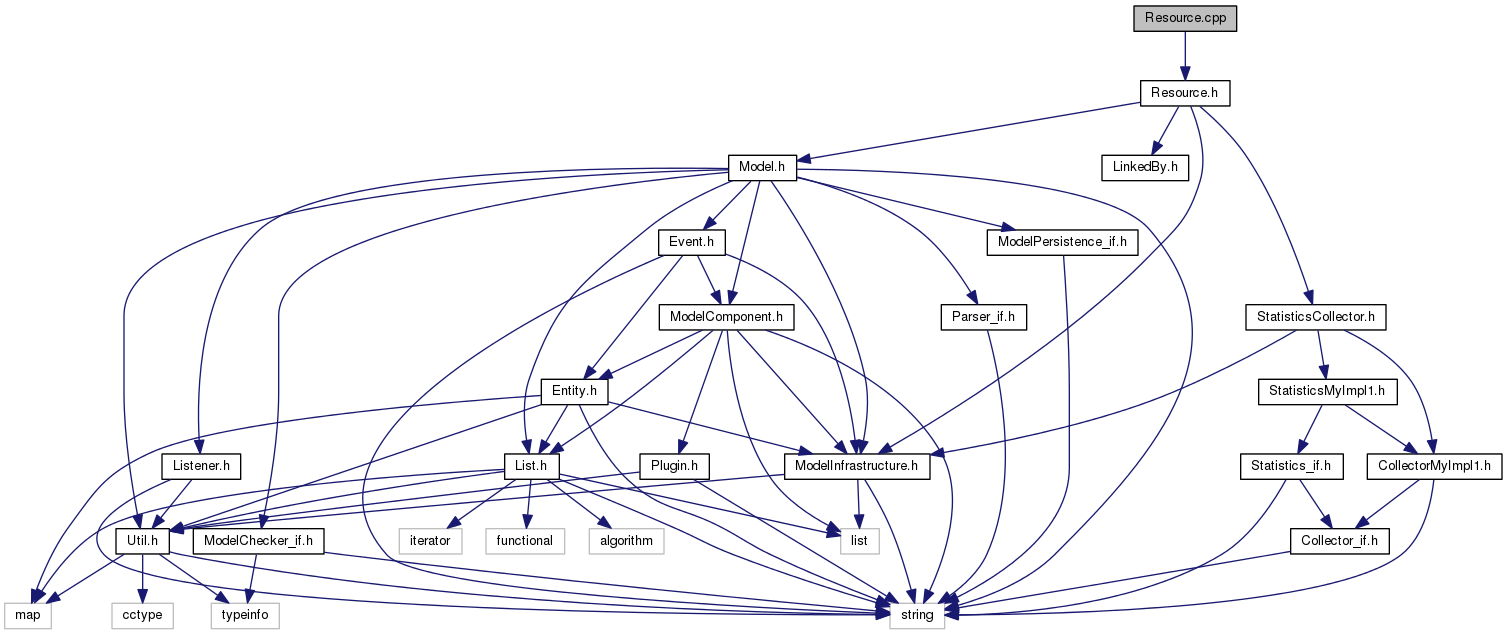 Resource.cpp
Resource.h
Model.h
LinkedBy.h
Event.h
ModelPersistence_if.h
ModelComponent.h
Parser_if.h
StatisticsCollector.h
Entity.h
StatisticsMyImpl1.h
Listener.h
List.h
Plugin.h
ModelInfrastructure.h
Statistics_if.h
CollectorMyImpl1.h
Util.h
ModelChecker_if.h
iterator
functional
algorithm
list
Collector_if.h
map
cctype
typeinfo
string